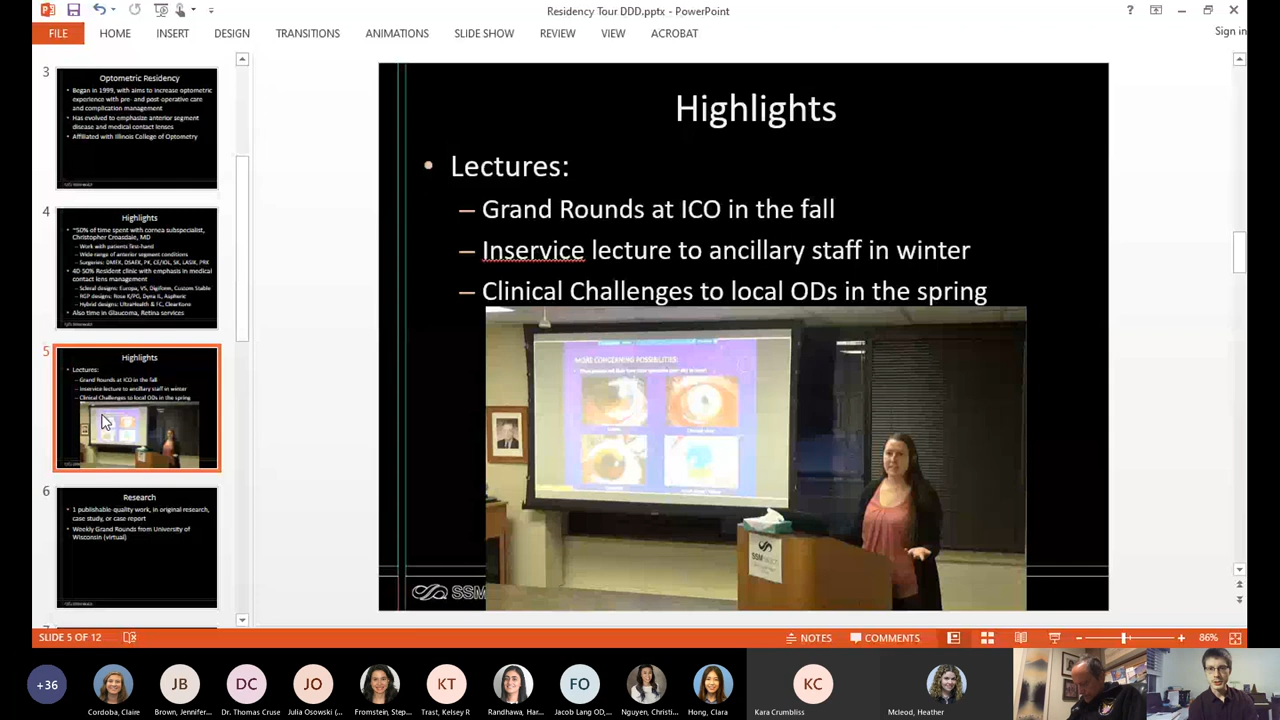 Residency Tour DDD.pptx - PowerPoint
?
FILE HOME INSERT DESIGN TRANSITIONS ANIMATIONS SLIDE SHOW REVIEW VIEW ACROBAT
Sign in
3
Optometric Residency
• Began in 1999, with aims to increase optometric
experience with pre- and post operative care
and complication management
• Has evolved to emphasize anterior segment
disease and medical contact lenses
• Affiliated with Illinois College of Optometry
4
Highlights
• ~50% of time spent with cornea subspecialist,
Christopher Croasdale, MD
– Work with patients first-hand
– Wide range of anterior segment conditions
– Surgeries: DMEK, DSAEK, PK, CE/IOL, SK, LASIK, PRK
• 40-50% Resident clinic with emphasis in medical
contact lens management
– Scleral designs: Europa, VS, Digiform, Custom Stable
– RGP designs: Rose K/PG, Dyna IL, Aspheric
– Hybrid designs: UltraHealth & FC, ClearKone
• Also time in Glaucoma, Retina services
5
Highlights
• Lectures:
– Grand Rounds at ICO in the fall
– Inservice lecture to ancillary staff in winter
– Clinical Challenges to local ODs in the spring
6
Research
• 1 publishable-quality work, in original research,
case study, or case report
• Weekly Grand Rounds from University of
Wisconsin (virtual)
Highlights
• Lectures:
– Grand Rounds at ICO in the fall
– Inservice lecture to ancillary staff in winter
– Clinical Challenges to local ODs in the spring
MORE CONCERNING POSSIBILITIES:
SSM
SLIDE 5 OF 12
NOTES COMMENTS 86%
+36 JB DC JO KT FO KC
Cordoba, Claire
Brown, Jennifer...
Dr. Thomas Cruse
Julia Osowski (...
Fromstein, Step...
Trast, Kelsey R
Randhawa, Har...
Jacob Lang OD,...
Nguyen, Christi...
Hong, Clara
Kara Crumbliss
Mcleod, Heather